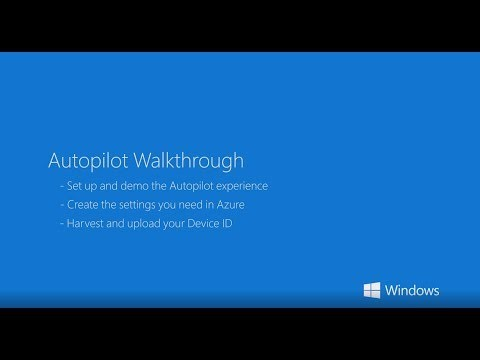 Autopilot Walkthrough
- Set up and demo the Autopilot experience
- Create the settings you need in Azure
- Harvest and upload your Device ID
Windows